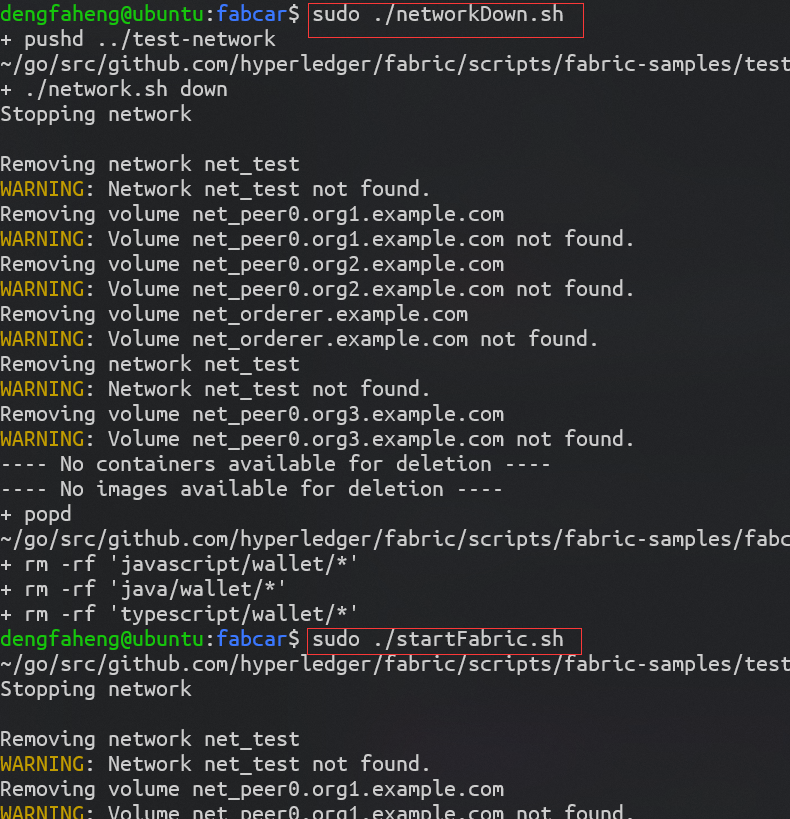 dengfaheng@ubuntu:fabcar$ sudo ./networkDown.sh
+ pushd ../test-network
~/go/src/github.com/hyperledger/fabric/scripts/fabric-samples/test
+ ./network.sh down
Stopping network
Removing network net_test
WARNING: Network net_test not found.
Removing volume net_peer0.org1.example.com
WARNING: Volume net_peer0.org1.example.com not found.
Removing volume net_peer0.org2.example.com
WARNING: Volume net_peer0.org2.example.com not found.
Removing volume net_orderer.example.com
WARNING: Volume net_orderer.example.com not found.
Removing network net_test
WARNING: Network net_test not found.
Removing volume net_peer0.org3.example.com
WARNING: Volume net_peer0.org3.example.com not found.
---- No containers available for deletion ----
---- No images available for deletion ----
+ popd
~/go/src/github.com/hyperledger/fabric/scripts/fabric-samples/fabc
+ rm -rf 'javascript/wallet/*'
+ rm -rf 'java/wallet/*'
+ rm -rf 'typescript/wallet/*'
dengfaheng@ubuntu:fabcar$ sudo ./startFabric.sh
~/go/src/github.com/hyperledger/fabric/scripts/fabric-samples/test
Stopping network
Removing network net_test
WARNING: Network net_test not found.
Removing volume net_peer0.org1.example.com
WARNING: Volume net_peer0.org1.example.com not found.